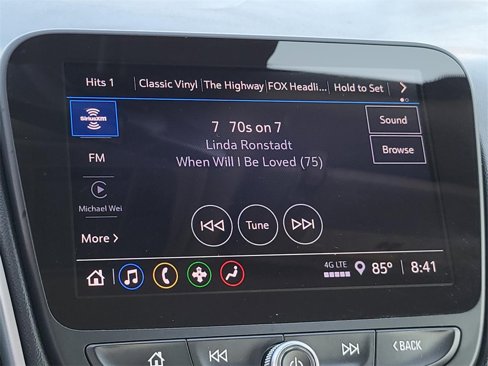 Hits 1 Classic Vinyl The Highway FOX Headli... Hold to Set
SiriusXM
7 70s on 7
Sound
Linda Ronstadt
FM
When Will I Be Loved (75)
Browse
Michael Wei
Tune
More
4G LTE
85° 8:41
BACK